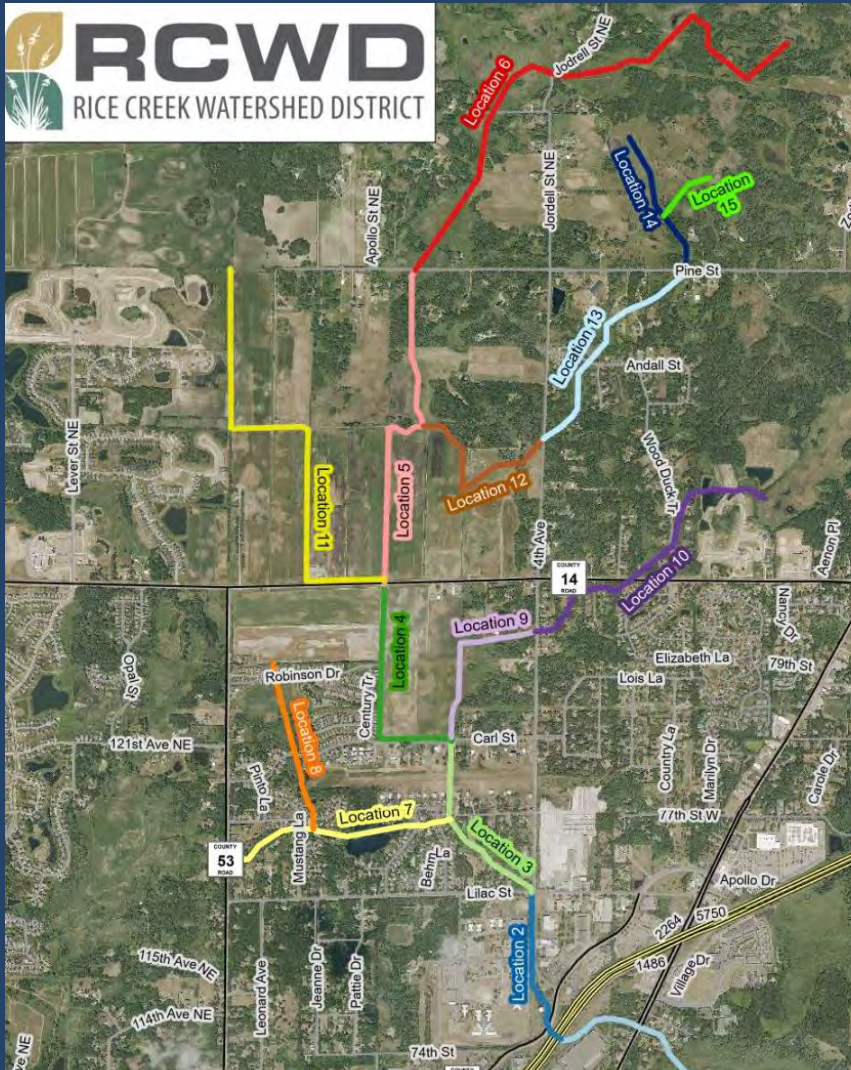 RCWD
RICE CREEK WATERSHED DISTRICT
Jodrell St NE
Location 6
Location 14
Location
15
Apollo St NE
Jordell St NE
Pine St
Location 13
Andall St
Lever St NE
Wood Duck Tr
Location 11
Location 5
Location 12
4th Ave
COUNTY
14
ROAD
Location 10
Aenon Pl
Nancy Dr
Location 9
Location 4
Elizabeth La
79th St
Lois La
Opal St
Robinson Dr
Century Tr
Location 8
121st Ave NE
Carl St
Country La
Marilyn Dr
Carole Dr
Pinto La
Location 7
77th St W
Mustang La
Behm La
Location 3
COUNTY
53
ROAD
Lilac St
Apollo Dr
2264
5750
1486
Village Dr
Location 2
115th Ave NE
114th Ave NE
Leonard Ave
Jeanne Dr
Pattie Dr
74th St
COUNTY